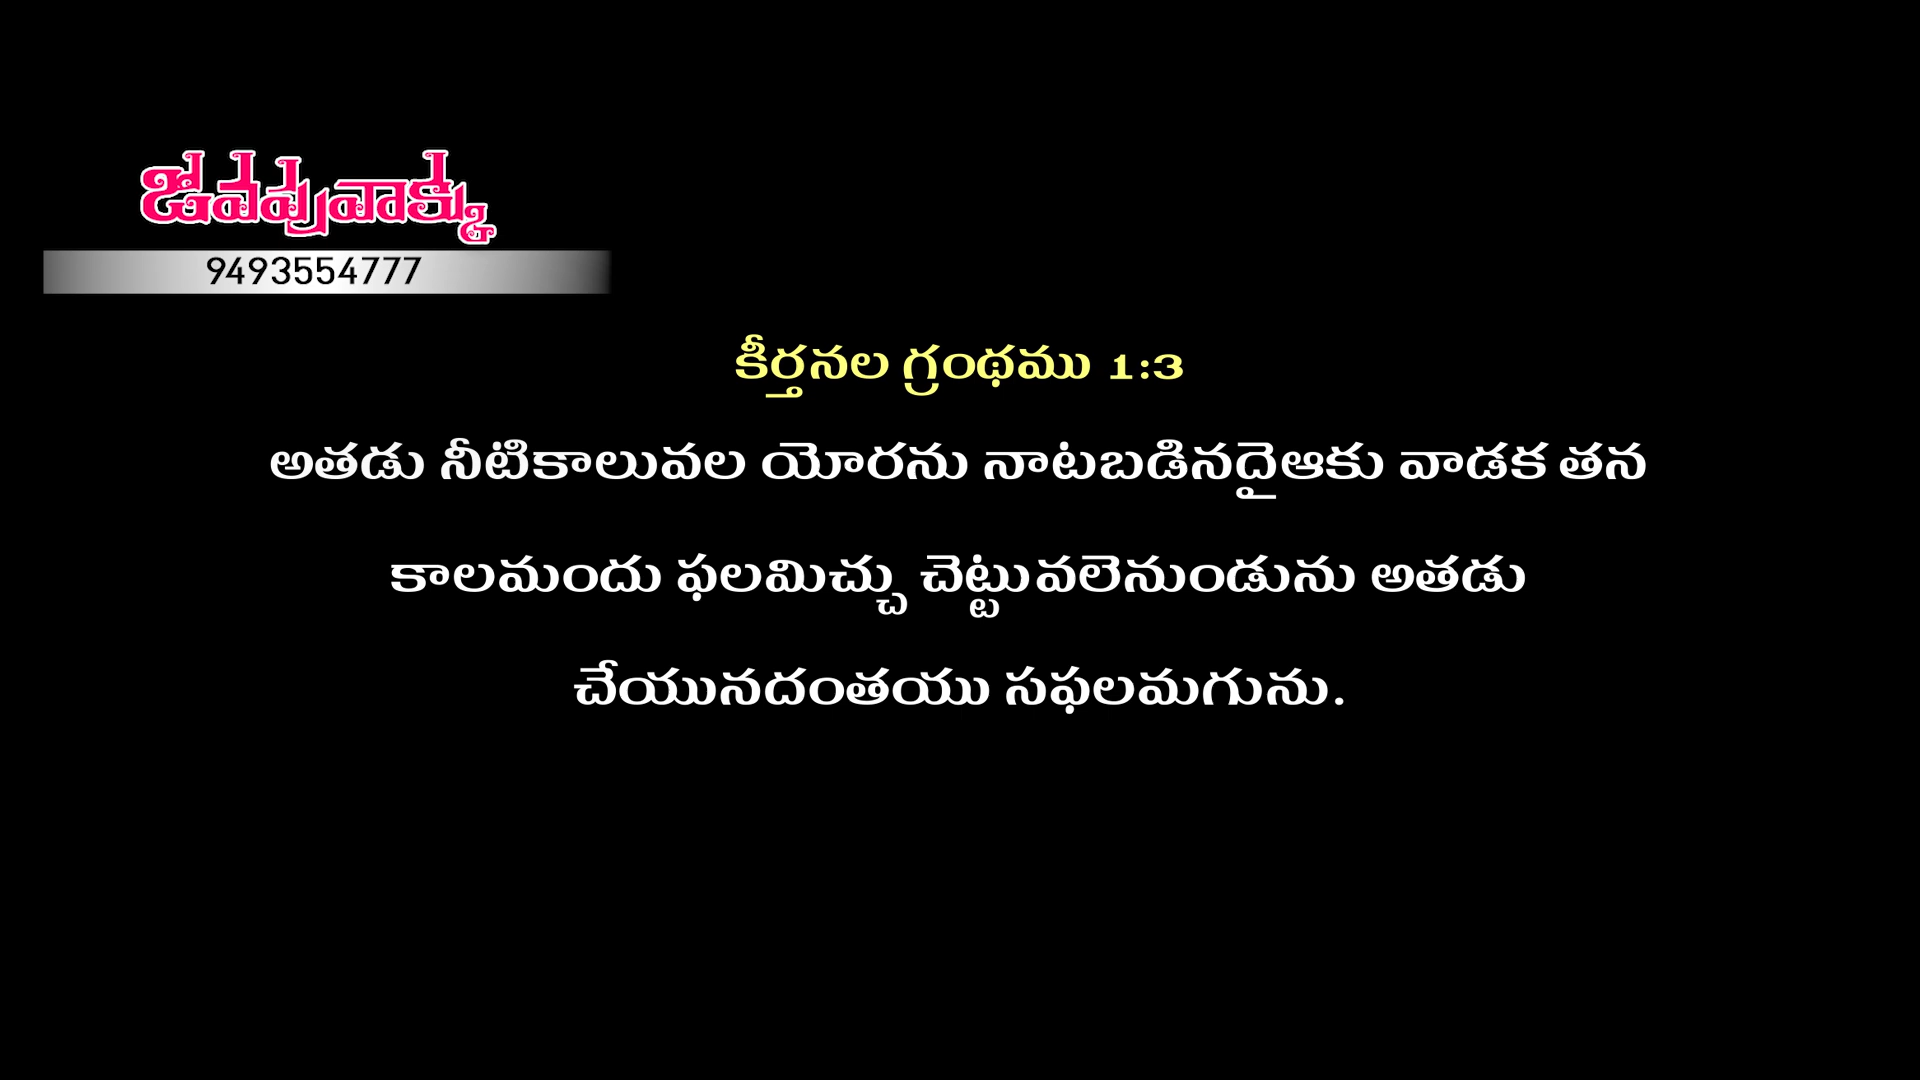 జీవపువాక్కు
9493554777
కీర్తనల గ్రంథము 1:3
అతడు నీటికాలువల యోరను నాటబడినదైఆకు వాడక తన
కాలమందు ఫలమిచ్చు చెట్టువలెనుండును అతడు
చేయునదంతయు సఫలమగును.